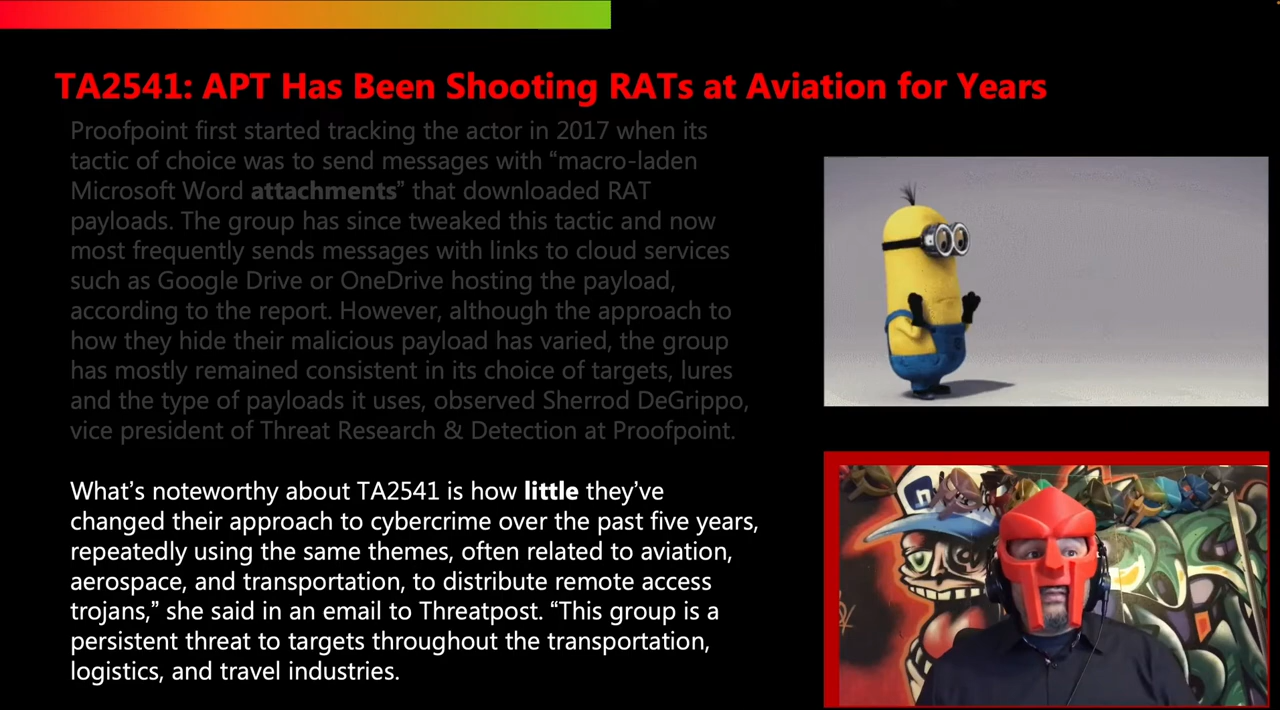 TA2541: APT Has Been Shooting RATs at Aviation for Years
Proofpoint first started tracking the actor in 2017 when its
tactic of choice was to send messages with “macro-laden
Microsoft Word attachments” that downloaded RAT
payloads. The group has since tweaked this tactic and now
most frequently sends messages with links to cloud services
such as Google Drive or OneDrive hosting the payload,
according to the report. However, although the approach to
how they hide their malicious payload has varied, the group
has mostly remained consistent in its choice of targets, lures
and the type of payloads it uses, observed Sherrod DeGrippo,
vice president of Threat Research & Detection at Proofpoint.
What’s noteworthy about TA2541 is how little they’ve
changed their approach to cybercrime over the past five years,
repeatedly using the same themes, often related to aviation,
aerospace, and transportation, to distribute remote access
trojans,” she said in an email to Threatpost. “This group is a
persistent threat to targets throughout the transportation,
logistics, and travel industries.
n